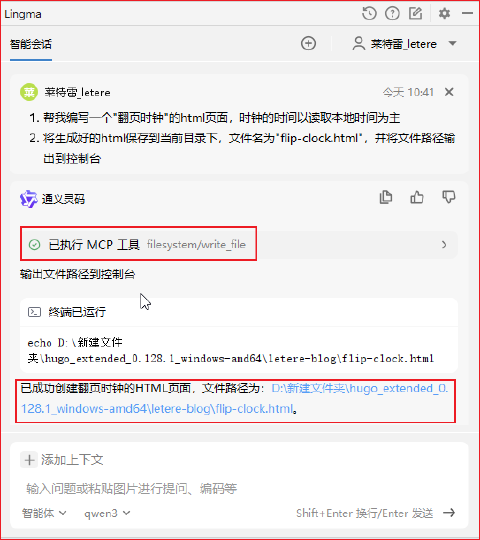 Lingma
智能会话
莱特雷_letere
莱 莱特雷_letere 今天 10:41
1. 帮我编写一个"翻页时钟"的html页面，时钟的时间以读取本地时间为主
2. 将生成好的html保存到当前目录下，文件名为"flip-clock.html"，并将文件路径输
出到控制台
通义灵码
已执行 MCP 工具 filesystem/write_file
输出文件路径到控制台
终端已运行
echo D:\新建文件
夹\hugo_extended_0.128.1_windows-amd64\letere-blog\flip-clock.html
已成功创建翻页时钟的HTML页面，文件路径为：D:\新建文件夹\hugo_extended_0.
128.1_windows-amd64\letere-blog\flip-clock.html。
添加上下文
输入问题或粘贴图片进行提问、编码等
智能体 qwen3 Shift+Enter 换行/Enter 发送